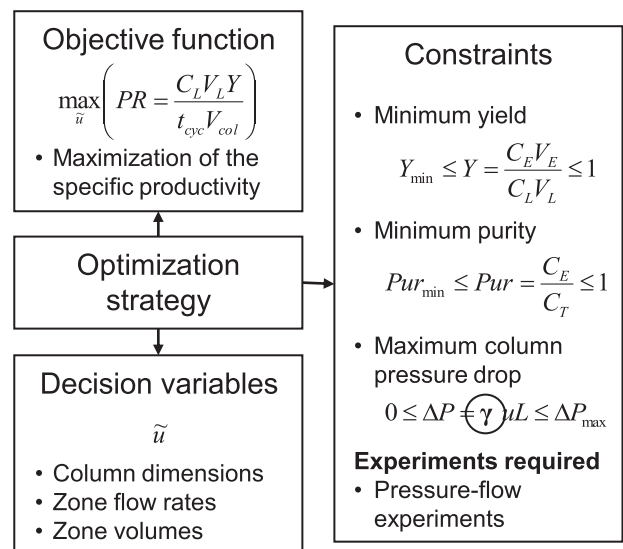 Objective function
max_ũ ( PR = C_L V_L Y / t_cyc V_col )
• Maximization of the
specific productivity
Optimization
strategy
Decision variables
ũ
• Column dimensions
• Zone flow rates
• Zone volumes
Constraints
• Minimum yield
Y_min ≤ Y = C_E V_E / C_L V_L ≤ 1
• Minimum purity
Pur_min ≤ Pur = C_E / C_T ≤ 1
• Maximum column
pressure drop
0 ≤ ΔP = γ uL ≤ ΔP_max
Experiments required
• Pressure-flow
experiments